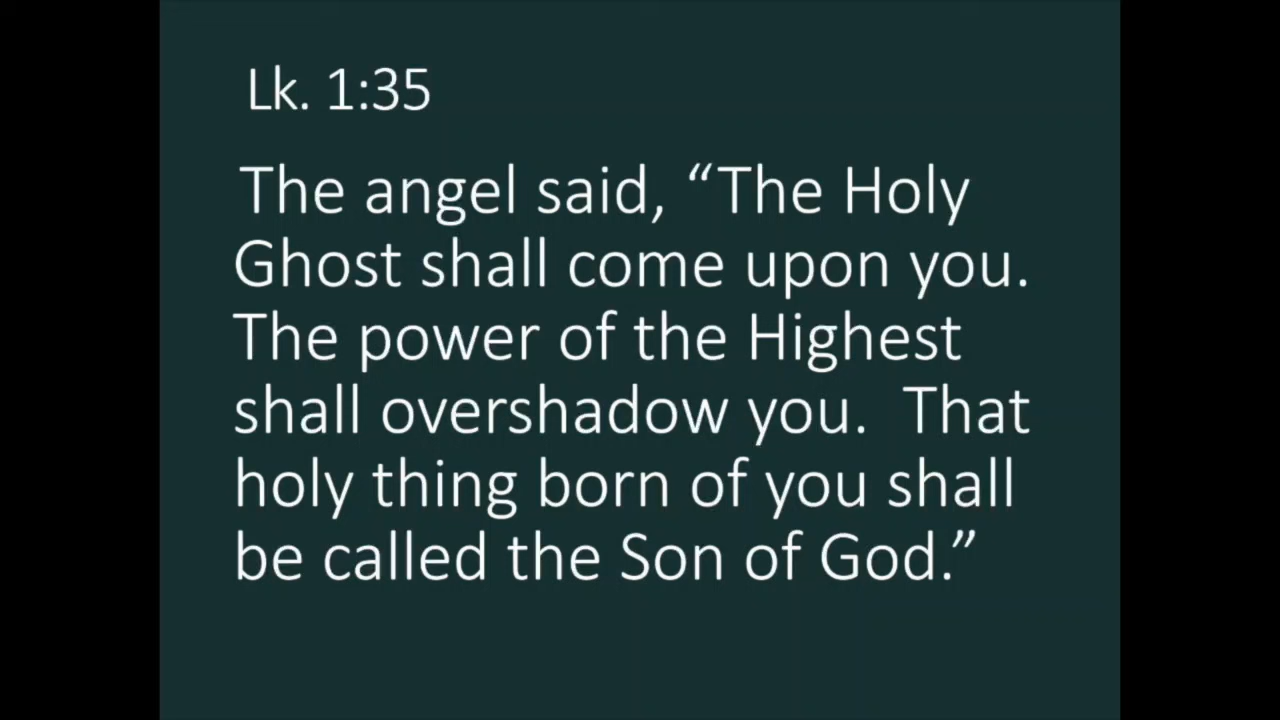 Lk. 1:35
The angel said, “The Holy
Ghost shall come upon you.
The power of the Highest
shall overshadow you.  That
holy thing born of you shall
be called the Son of God.”